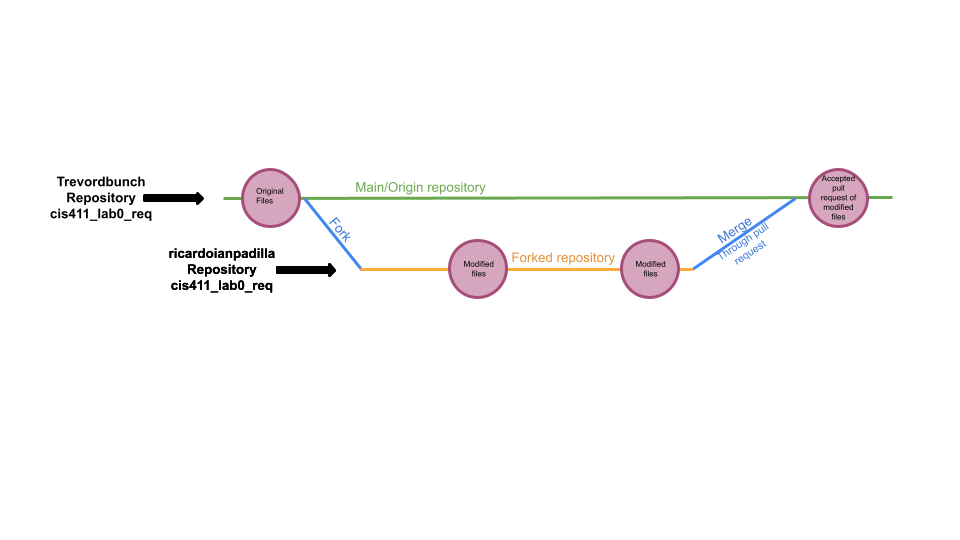 Trevordbunch
Repository
cis411_lab0_req
Original
Files
Main/Origin repository
Accepted
pull
request of
modified
files
Fork
Merge
Through pull
request
ricardoianpadilla
Repository
cis411_lab0_req
Modified
files
Forked repository
Modified
files